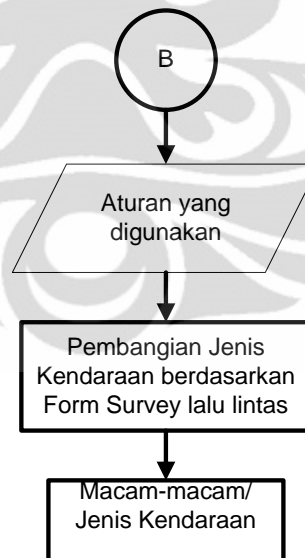 B
Aturan yang
digunakan
Pembangian Jenis
Kendaraan berdasarkan
Form Survey lalu lintas
Macam-macam/
Jenis Kendaraan